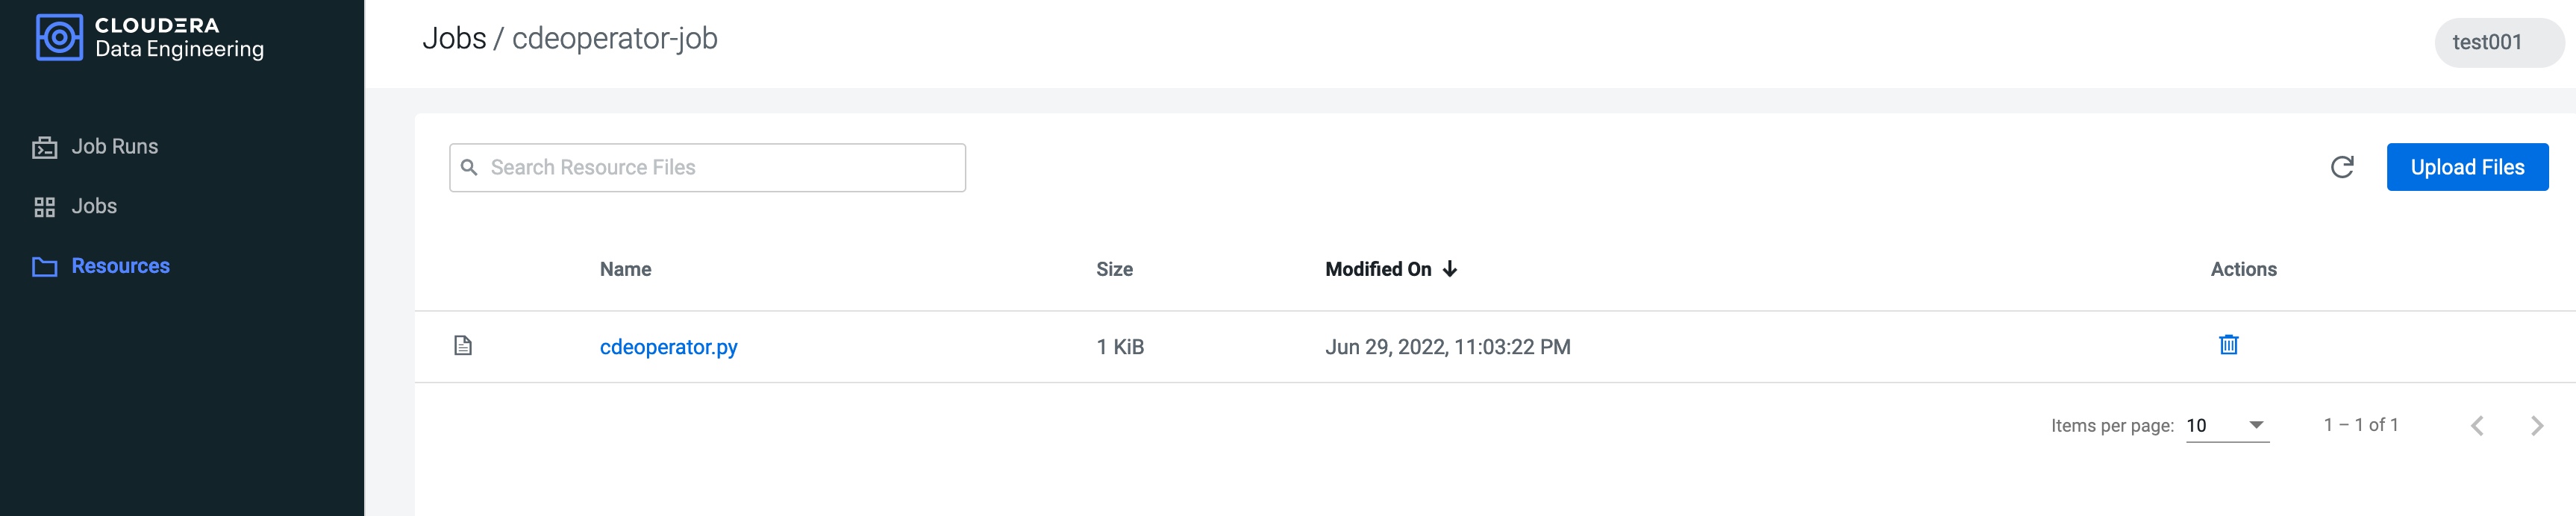 CLOUDERA
Data Engineering
Job Runs
Jobs
Resources
Jobs / cdeoperator-job
test001
Search Resource Files
Upload Files
Name Size Modified On Actions
cdeoperator.py 1 KiB Jun 29, 2022, 11:03:22 PM
Items per page: 10 1 – 1 of 1